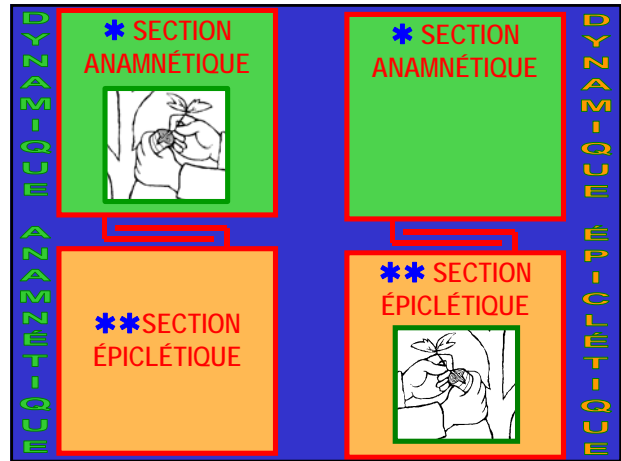 DYNAMIQUE ANAMNÉTIQUE
* SECTION
ANAMNÉTIQUE
**SECTION
ÉPICLÉTIQUE
* SECTION
ANAMNÉTIQUE
** SECTION
ÉPICLÉTIQUE
DYNAMIQUE ÉPICLÉTIQUE